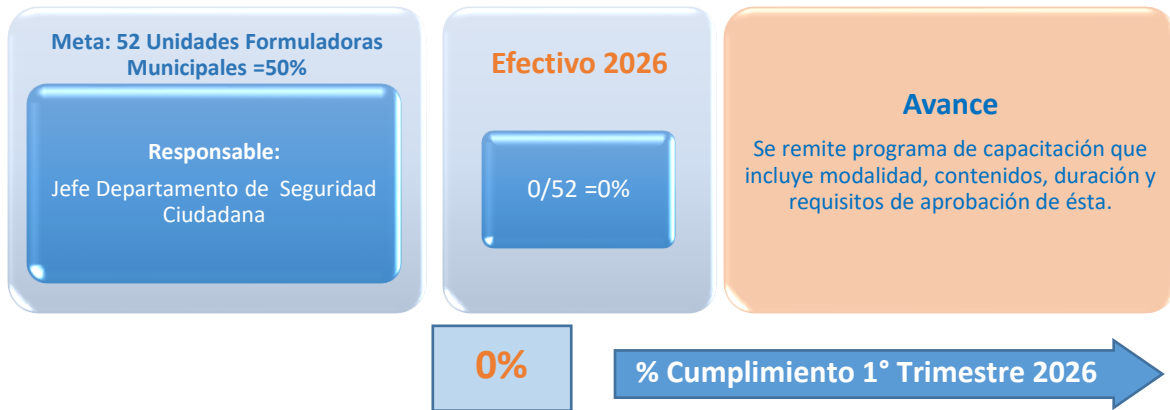 Meta: 52 Unidades Formuladoras
Municipales =50%
Responsable:
Jefe Departamento de Seguridad
Ciudadana
Efectivo 2026
0/52 =0%
Avance
Se remite programa de capacitación que
incluye modalidad, contenidos, duración y
requisitos de aprobación de ésta.
0%
% Cumplimiento 1° Trimestre 2026